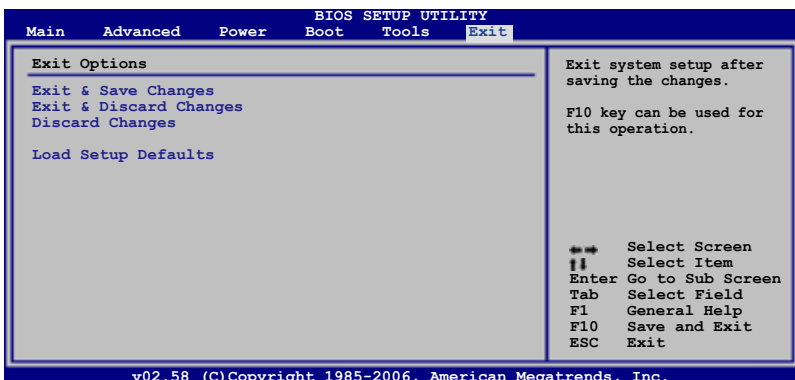 BIOS SETUP UTILITY
Main Advanced Power Boot Tools Exit
Exit Options
Exit & Save Changes
Exit & Discard Changes
Discard Changes
Load Setup Defaults
Exit system setup after
saving the changes.
F10 key can be used for
this operation.
Select Screen
Select Item
Enter Go to Sub Screen
Tab Select Field
F1 General Help
F10 Save and Exit
ESC Exit
v02.58 (C)Copyright 1985-2006, American Megatrends, Inc.